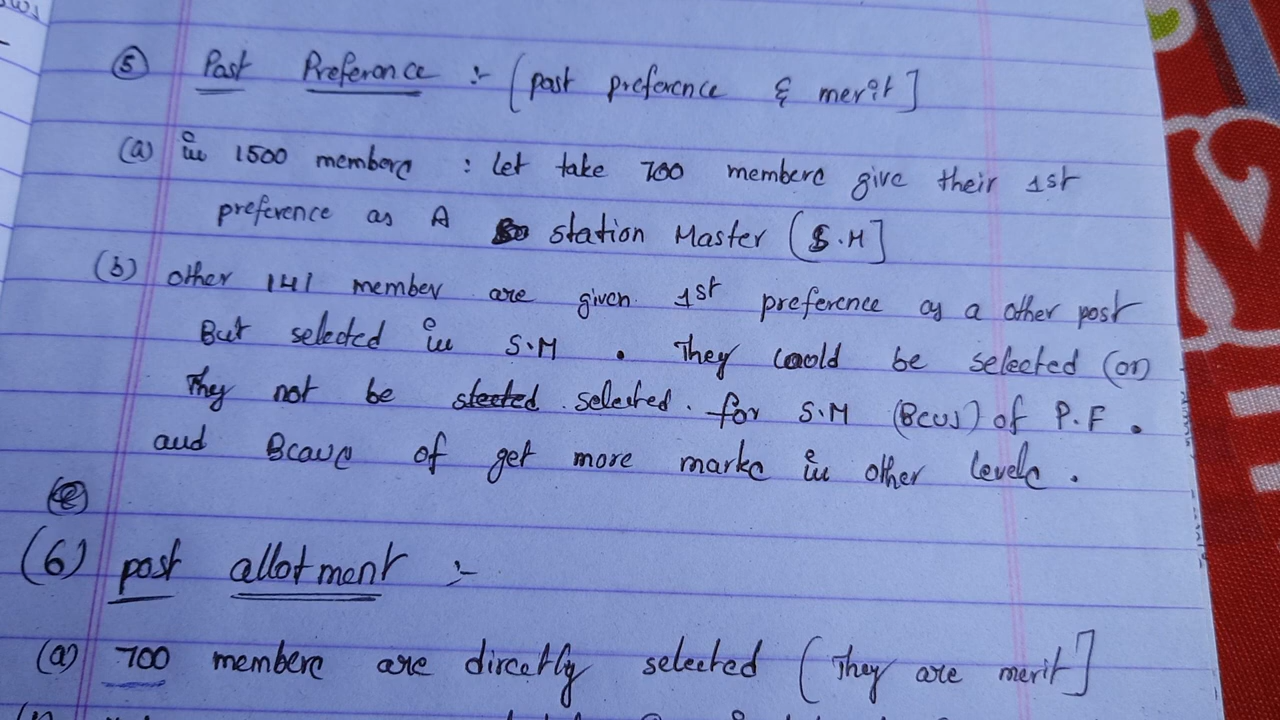 (5) Post Preferance :- [post preference & merit]
(a) in 1500 members : let take 700 members give their 1st
preference as A station Master (S.M]
(b) other 141 member are given 1st preference as a other post
But selected in S.M . They could be selected (or)
They not be selected for S.M (Bcus) of P.F .
and Bcause of get more marks in other levels .
(6) post allotment :-
(a) 700 members are directly selected (They are merit]